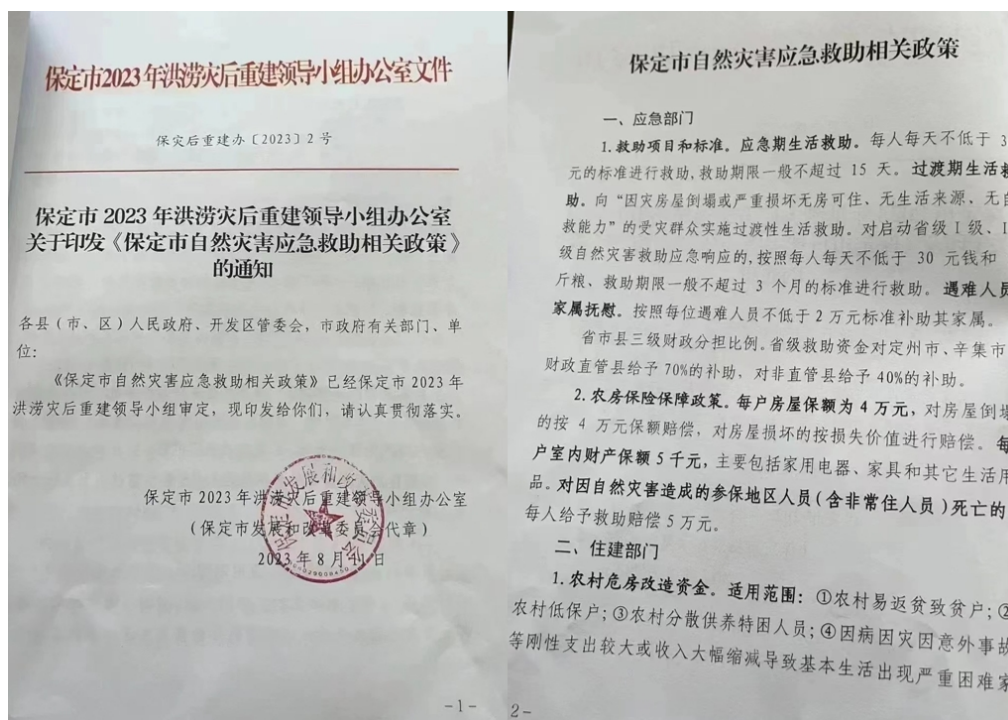 保定市2023年洪涝灾后重建领导小组办公室文件
保灾后重建办〔2023〕2号
保定市2023年洪涝灾后重建领导小组办公室
关于印发《保定市自然灾害应急救助相关政策》
的通知
各县（市、区）人民政府、开发区管委会，市政府有关部门、单
位：
《保定市自然灾害应急救助相关政策》已经保定市2023年
洪涝灾后重建领导小组审定，现印发给你们，请认真贯彻落实。
保定市2023年洪涝灾后重建领导小组办公室
（保定市发展和改革委员会代章）
2023年8月11日
-1-
保定市自然灾害应急救助相关政策
一、应急部门
1.救助项目和标准。应急期生活救助。每人每天不低于3
元的标准进行救助,救助期限一般不超过15天。过渡期生活
助。向“因灾房屋倒塌或严重损坏无房可住、无生活来源、无
救能力”的受灾群众实施过渡性生活救助。对启动省级Ⅰ级、
级自然灾害救助应急响应的,按照每人每天不低于30元钱和
斤粮、救助期限一般不超过3个月的标准进行救助。遇难人员
家属抚慰。按照每位遇难人员不低于2万元标准补助其家属。
省市县三级财政分担比例。省级救助资金对定州市、辛集市
财政直管县给予70%的补助、对非直管县给予40%的补助。
2.农房保险保障政策。每户房屋保额为4万元，对房屋倒
的按4万元保额赔偿，对房屋损坏的按损失价值进行赔偿。
户室内财产保额5千元，主要包括家用电器、家具和其它生活用
品。对因自然灾害造成的参保地区人员（含非常住人员）死亡的
每人给予救助赔偿5万元。
二、住建部门
1.农村危房改造资金。适用范围：①农村易返贫致贫户;②
农村低保户;③农村分散供养特困人员;④因病因灾因意外事故
等刚性支出较大或收入大幅缩减导致基本生活出现严重困难家
2-